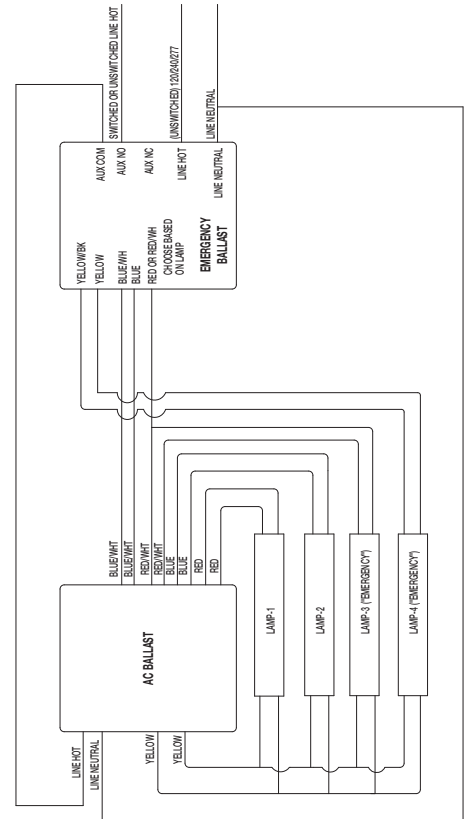 SWITCHED OR UNSWITCHED LINE HOT
(UNSWITCHED) 120/240/277
LINE NEUTRAL
AUX COM
AUX NO
AUX NC
LINE HOT
LINE NEUTRAL
YELLOW/BK
YELLOW
BLUE/WH
BLUE
RED OR RED/WH
CHOOSE BASED
ON LAMP
EMERGENCY
BALLAST
BLUE/WHT
BLUE/WHT
RED/WHT
RED/WHT
BLUE
BLUE
RED
RED
AC BALLAST
LINE HOT
LINE NEUTRAL
YELLOW
YELLOW
LAMP-1
LAMP-2
LAMP-3 ("EMERGENCY")
LAMP-4 ("EMERGENCY")